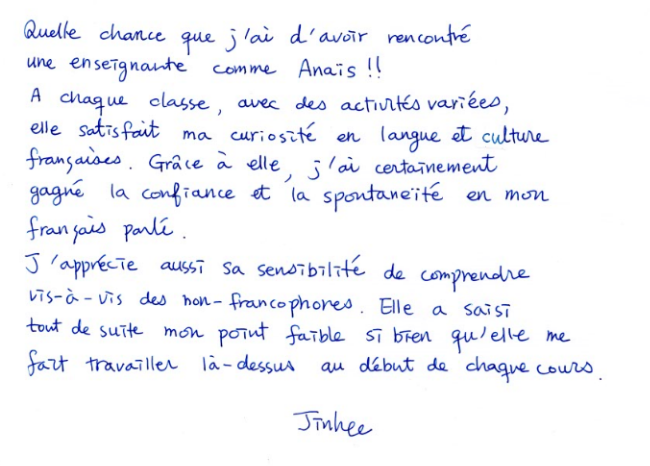 Quelle chance que j'ai d'avoir rencontré
une enseignante comme Anaïs !!
A chaque classe, avec des activités variées,
elle satisfait ma curiosité en langue et culture
françaises. Grâce à elle, j'ai certainement
gagné la confiance et la spontaneïté en mon
français parlé.
J'apprécie aussi sa sensibilité de comprendre
vis-à-vis des non-francophones. Elle a saisi
tout de suite mon point faible si bien qu'elle me
fait travailler là-dessus au début de chaque cours.
Jinhee